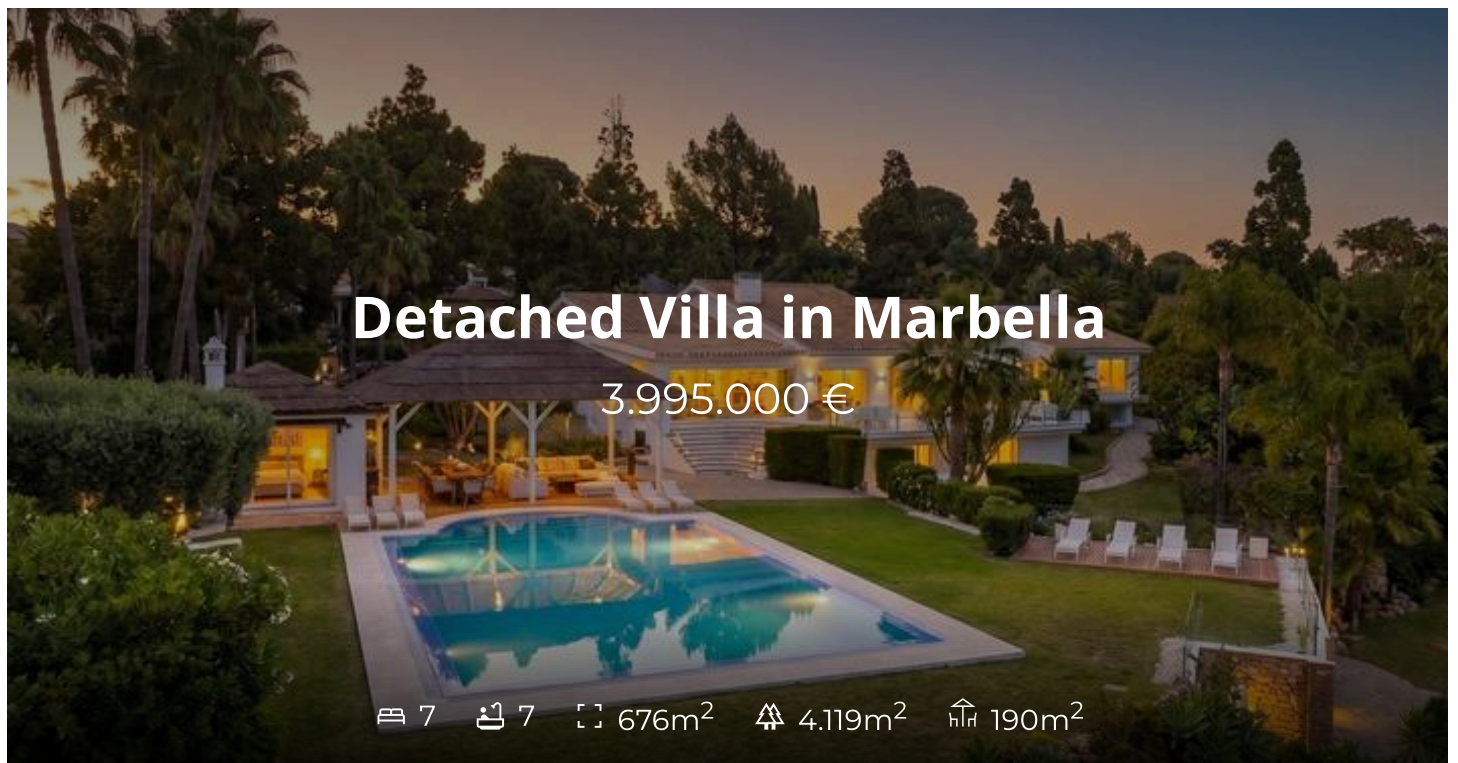 Detached Villa in Marbella
3.995.000 €
7 7 676m² 4.119m² 190m²